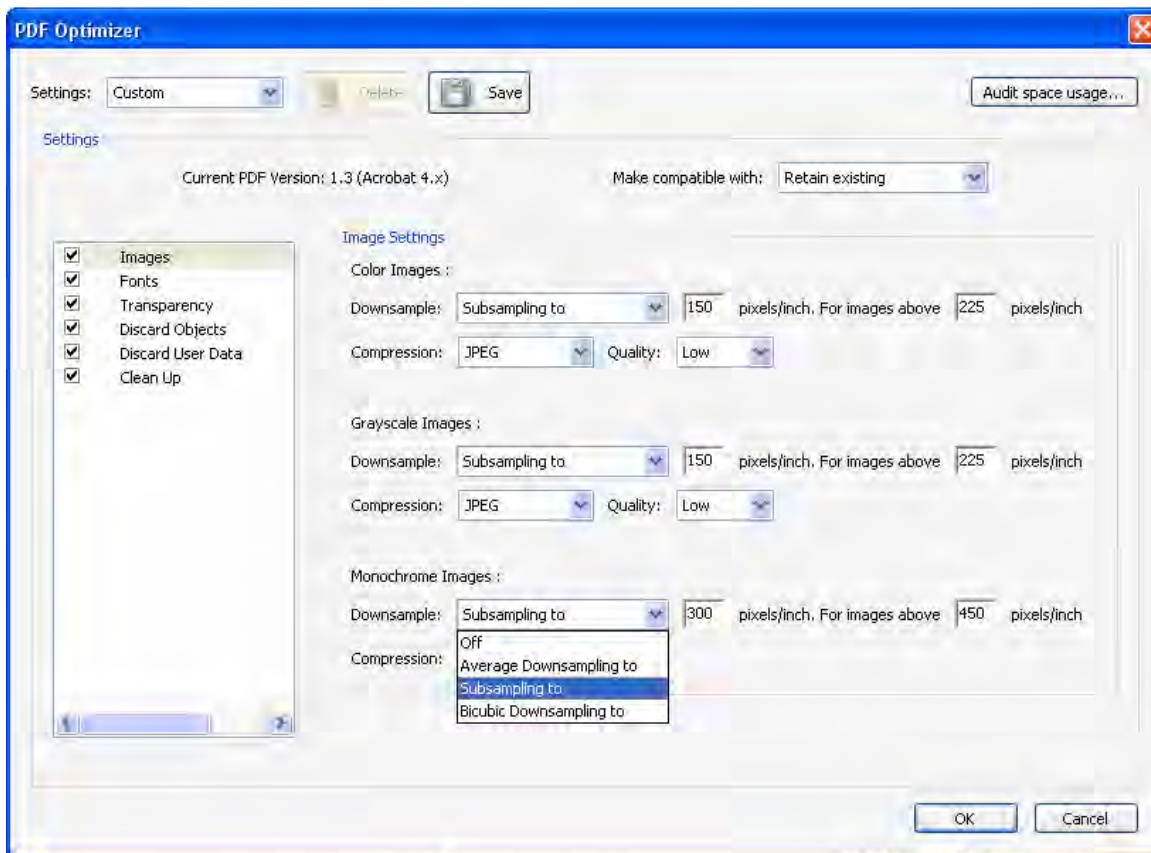 PDF Optimizer
Settings: Custom Delete Save Audit space usage...
Settings
Current PDF Version: 1.3 (Acrobat 4.x) Make compatible with: Retain existing
Images
Fonts
Transparency
Discard Objects
Discard User Data
Clean Up
Image Settings
Color Images :
Downsample: Subsampling to 150 pixels/inch. For images above 225 pixels/inch
Compression: JPEG Quality: Low
Grayscale Images :
Downsample: Subsampling to 150 pixels/inch. For images above 225 pixels/inch
Compression: JPEG Quality: Low
Monochrome Images :
Downsample: Subsampling to 300 pixels/inch. For images above 450 pixels/inch
Compression:
Off
Average Downsampling to
Subsampling to
Bicubic Downsampling to
OK Cancel